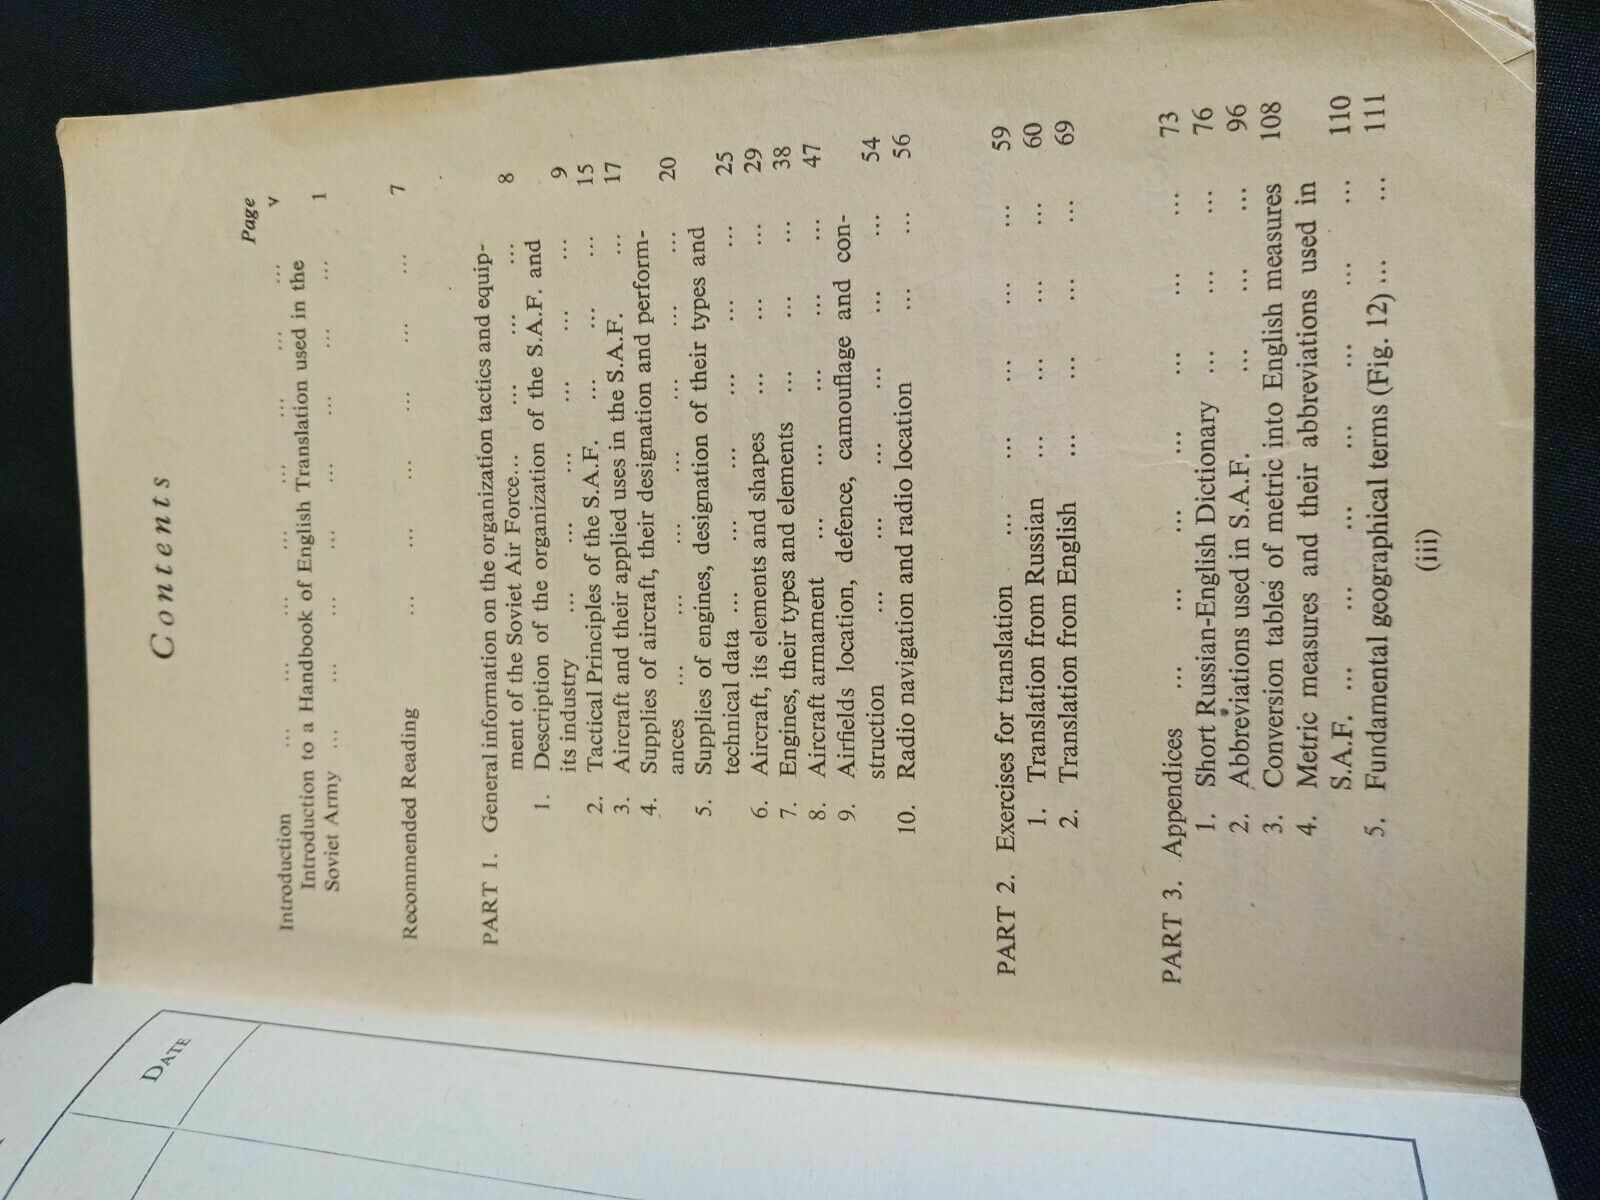 DATE
Contents
Page
Introduction ... ... ... ... ... ... ... v
Introduction to a Handbook of English Translation used in the
Soviet Army ... ... ... ... ... ... ... 1
Recommended Reading ... ... ... ... ... ... 7
PART 1. General information on the organization tactics and equip-
ment of the Soviet Air Force... ... ... ... 8
1. Description of the organization of the S.A.F. and
its industry ... ... ... ... ... ... 9
2. Tactical Principles of the S.A.F. ... ... ... 15
3. Aircraft and their applied uses in the S.A.F. ... 17
4. Supplies of aircraft, their designation and perform-
ances ... ... ... ... ... ... ... 20
5. Supplies of engines, designation of their types and
technical data ... ... ... ... ... ... 25
6. Aircraft, its elements and shapes ... ... ... 29
7. Engines, their types and elements ... ... ... 38
8. Aircraft armament ... ... ... ... ... 47
9. Airfields location, defence, camouflage and con-
struction ... ... ... ... ... ... 54
10. Radio navigation and radio location ... ... 56
PART 2. Exercises for translation ... ... ... ... ... 59
1. Translation from Russian ... ... ... ... 60
2. Translation from English ... ... ... ... 69
PART 3. Appendices ... ... ... ... ... ... ... 73
1. Short Russian-English Dictionary ... ... ... 76
2. Abbreviations used in S.A.F. ... ... ... 96
3. Conversion tables of metric into English measures 108
4. Metric measures and their abbreviations used in
S.A.F. ... ... ... ... ... ... ... 110
5. Fundamental geographical terms (Fig. 12) ... ... 111
(iii)